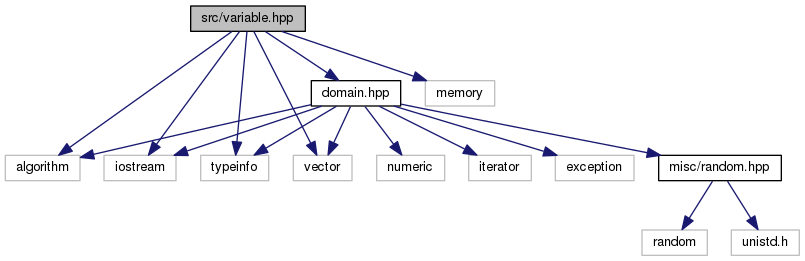 src/variable.hpp
domain.hpp
memory
algorithm
iostream
typeinfo
vector
numeric
iterator
exception
misc/random.hpp
random
unistd.h